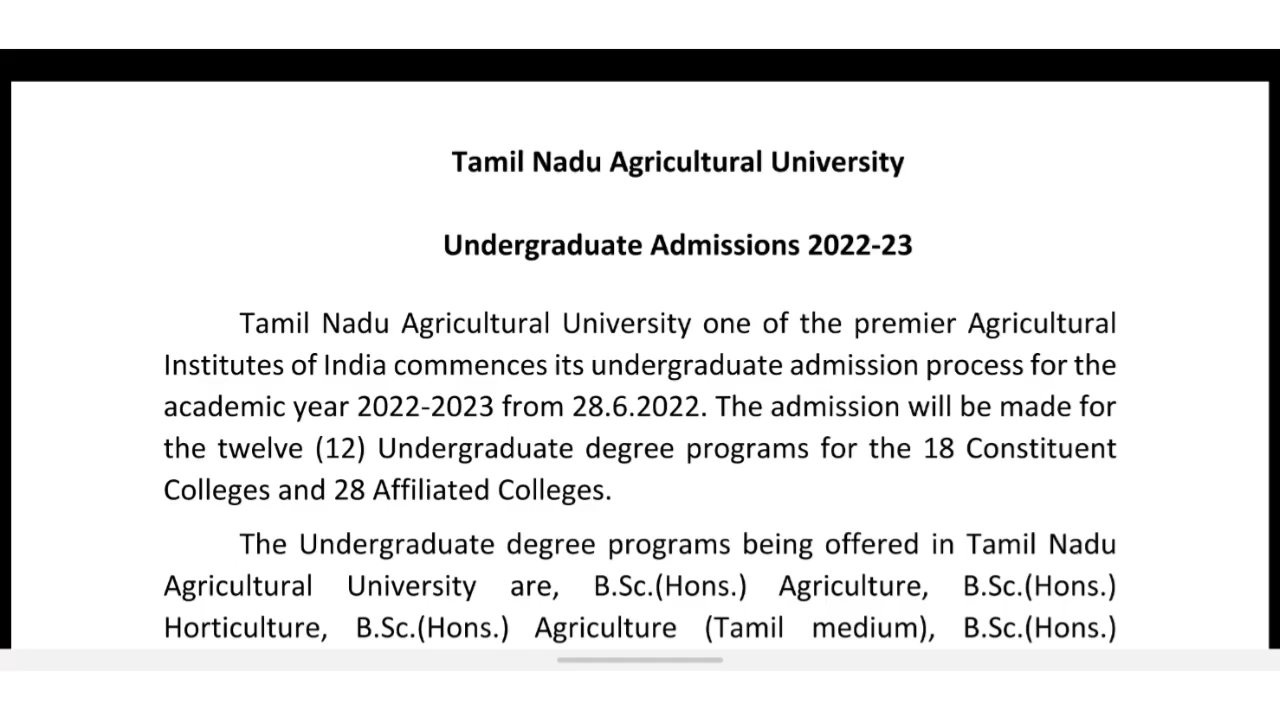 Tamil Nadu Agricultural University
Undergraduate Admissions 2022-23
Tamil Nadu Agricultural University one of the premier Agricultural
Institutes of India commences its undergraduate admission process for the
academic year 2022-2023 from 28.6.2022. The admission will be made for
the twelve (12) Undergraduate degree programs for the 18 Constituent
Colleges and 28 Affiliated Colleges.
The Undergraduate degree programs being offered in Tamil Nadu
Agricultural University are, B.Sc.(Hons.) Agriculture, B.Sc.(Hons.)
Horticulture, B.Sc.(Hons.) Agriculture (Tamil medium), B.Sc.(Hons.)